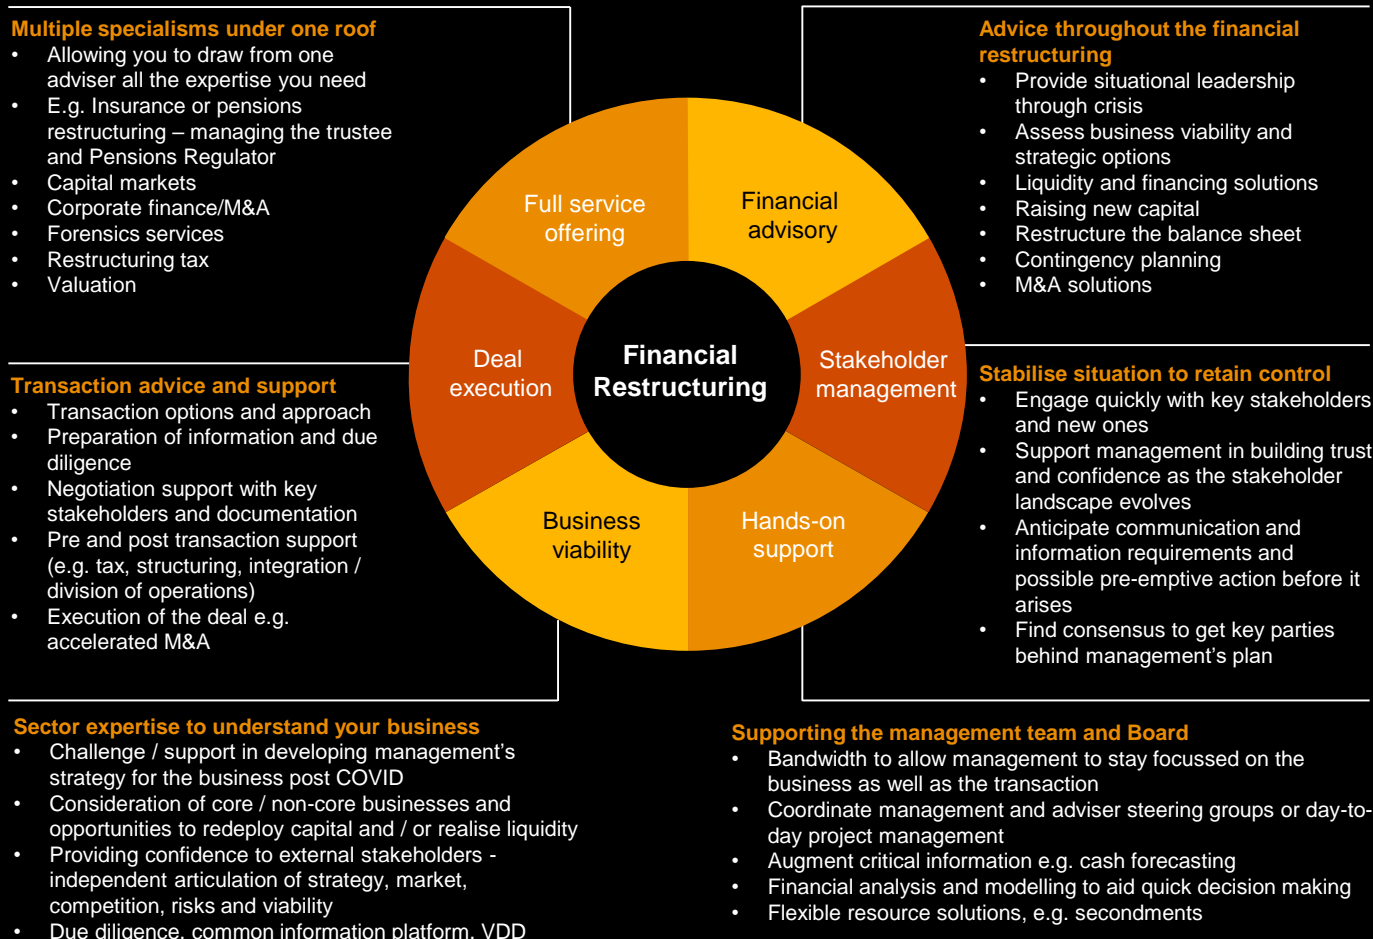 Multiple specialisms under one roof
• Allowing you to draw from one
adviser all the expertise you need
• E.g. Insurance or pensions
restructuring – managing the trustee
and Pensions Regulator
• Capital markets
• Corporate finance/M&A
• Forensics services
• Restructuring tax
• Valuation
Advice throughout the financial
restructuring
• Provide situational leadership
through crisis
• Assess business viability and
strategic options
• Liquidity and financing solutions
• Raising new capital
• Restructure the balance sheet
• Contingency planning
• M&A solutions
Full service
offering
Financial
advisory
Deal
execution
Financial
Restructuring
Stakeholder
management
Business
viability
Hands-on
support
Transaction advice and support
• Transaction options and approach
• Preparation of information and due
diligence
• Negotiation support with key
stakeholders and documentation
• Pre and post transaction support
(e.g. tax, structuring, integration /
division of operations)
• Execution of the deal e.g.
accelerated M&A
Stabilise situation to retain control
• Engage quickly with key stakeholders
and new ones
• Support management in building trust
and confidence as the stakeholder
landscape evolves
• Anticipate communication and
information requirements and
possible pre-emptive action before it
arises
• Find consensus to get key parties
behind management's plan
Sector expertise to understand your business
• Challenge / support in developing management's
strategy for the business post COVID
• Consideration of core / non-core businesses and
opportunities to redeploy capital and / or realise liquidity
• Providing confidence to external stakeholders -
independent articulation of strategy, market,
competition, risks and viability
• Due diligence, common information platform, VDD
Supporting the management team and Board
• Bandwidth to allow management to stay focussed on the
business as well as the transaction
• Coordinate management and adviser steering groups or day-to-
day project management
• Augment critical information e.g. cash forecasting
• Financial analysis and modelling to aid quick decision making
• Flexible resource solutions, e.g. secondments